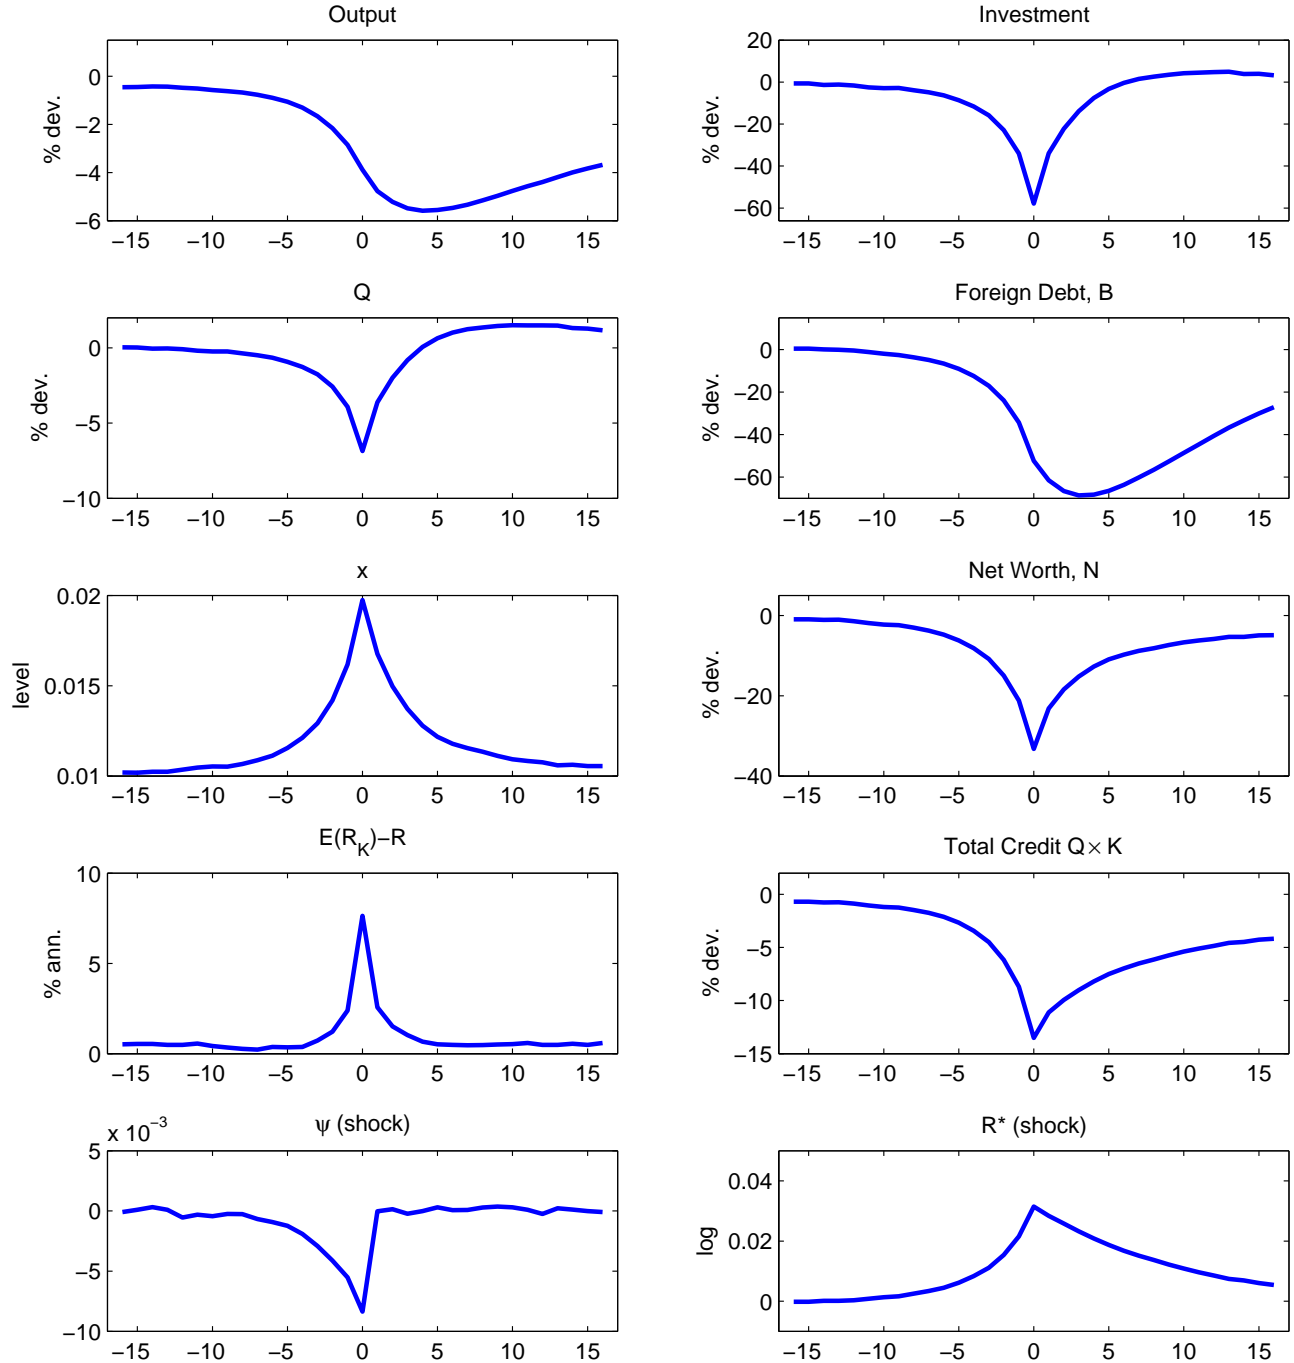 Output
% dev.
0
−2
−4
−6
−15 −10 −5 0 5 10 15
Investment
% dev.
20
0
−20
−40
−60
−15 −10 −5 0 5 10 15
Q
% dev.
0
−5
−10
−15 −10 −5 0 5 10 15
Foreign Debt, B
% dev.
0
−20
−40
−60
−15 −10 −5 0 5 10 15
x
level
0.02
0.015
0.01
−15 −10 −5 0 5 10 15
Net Worth, N
% dev.
0
−20
−40
−15 −10 −5 0 5 10 15
E(R_K)−R
% ann.
10
5
0
−15 −10 −5 0 5 10 15
Total Credit Q× K
% dev.
0
−5
−10
−15
−15 −10 −5 0 5 10 15
ψ (shock)
x 10⁻³
5
0
−5
−10
−15 −10 −5 0 5 10 15
R* (shock)
log
0.04
0.02
0
−15 −10 −5 0 5 10 15